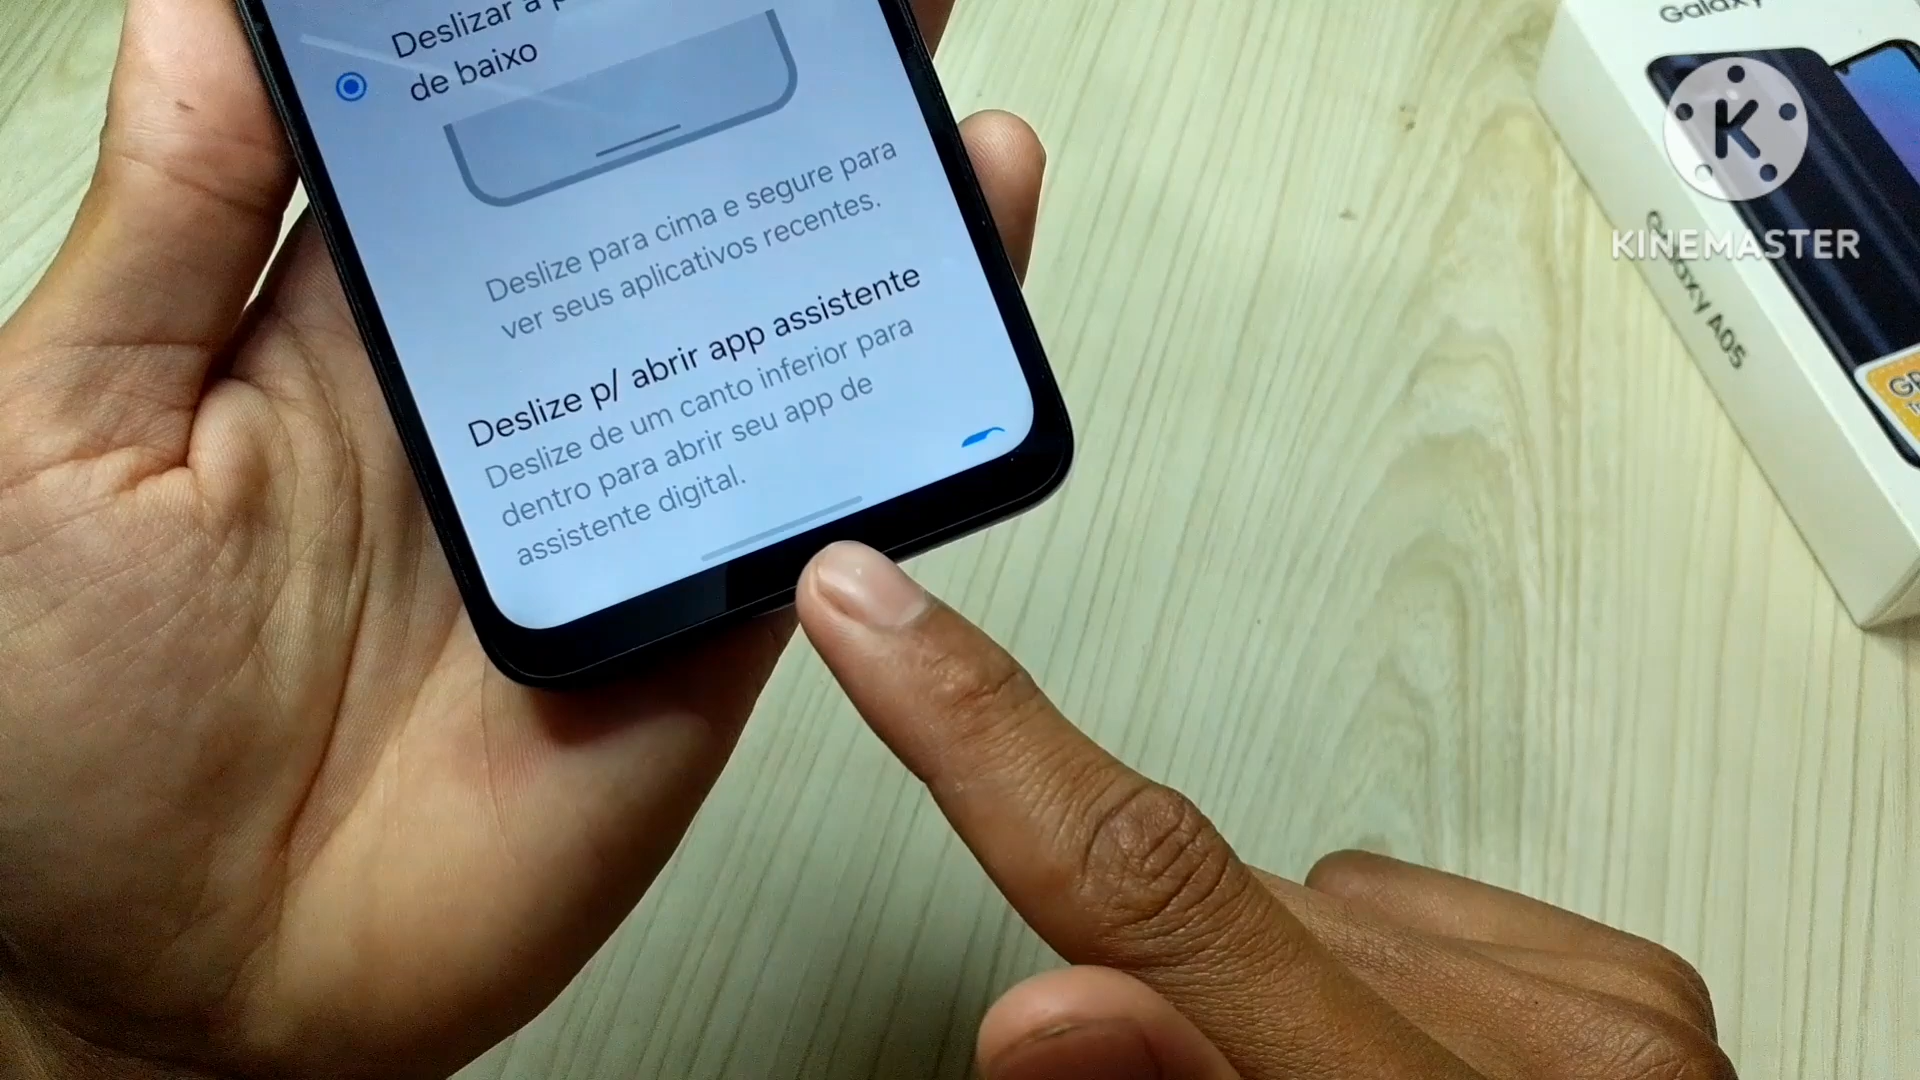 Deslizar a
de baixo
Deslize para cima e segure para
ver seus aplicativos recentes.
Deslize p/ abrir app assistente
Deslize de um canto inferior para
dentro para abrir seu app de
assistente digital.
Galaxy
K
KINEMASTER
Galaxy A05